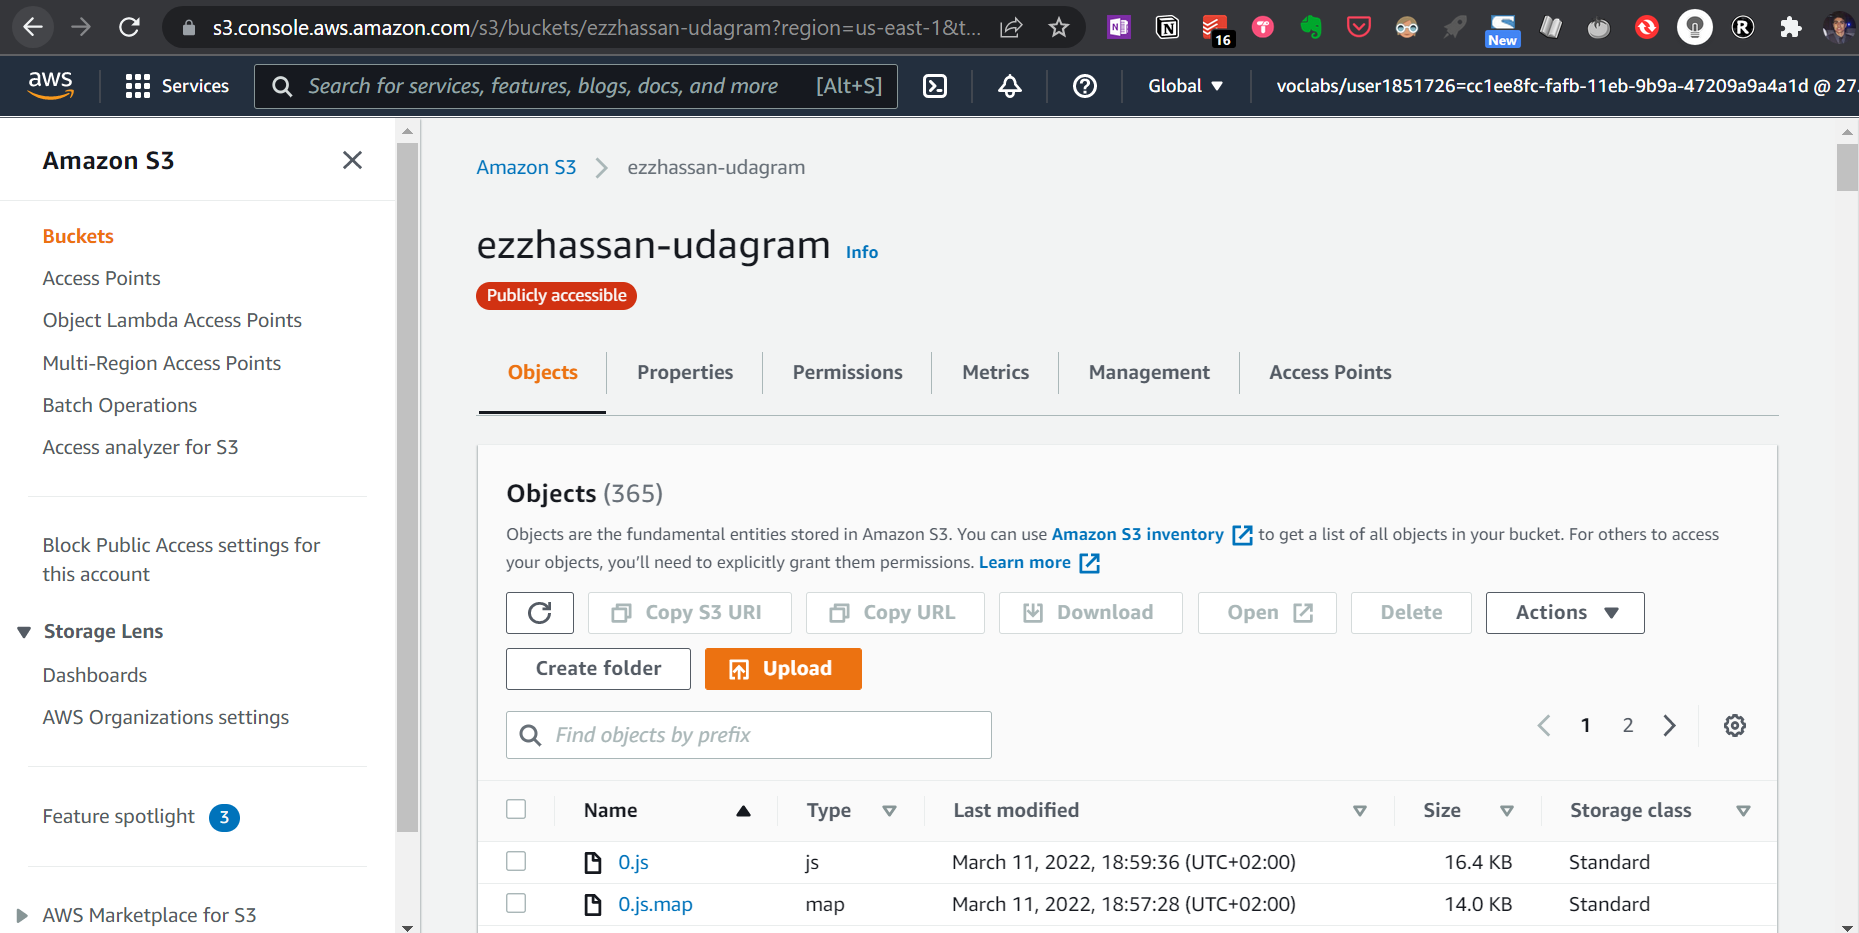 s3.console.aws.amazon.com/s3/buckets/ezzhassan-udagram?region=us-east-1&t...
16
New
aws
Services
Search for services, features, blogs, docs, and more [Alt+S]
Global
voclabs/user1851726=cc1ee8fc-fafb-11eb-9b9a-47209a9a4a1d @ 27
Amazon S3
Buckets
Access Points
Object Lambda Access Points
Multi-Region Access Points
Batch Operations
Access analyzer for S3
Block Public Access settings for
this account
Storage Lens
Dashboards
AWS Organizations settings
Feature spotlight 3
AWS Marketplace for S3
Amazon S3 ezzhassan-udagram
ezzhassan-udagram Info
Publicly accessible
Objects Properties Permissions Metrics Management Access Points
Objects (365)
Objects are the fundamental entities stored in Amazon S3. You can use Amazon S3 inventory to get a list of all objects in your bucket. For others to access
your objects, you’ll need to explicitly grant them permissions. Learn more
Copy S3 URI Copy URL Download Open Delete Actions
Create folder Upload
Find objects by prefix
1 2
Name Type Last modified Size Storage class
0.js js March 11, 2022, 18:59:36 (UTC+02:00) 16.4 KB Standard
0.js.map map March 11, 2022, 18:57:28 (UTC+02:00) 14.0 KB Standard